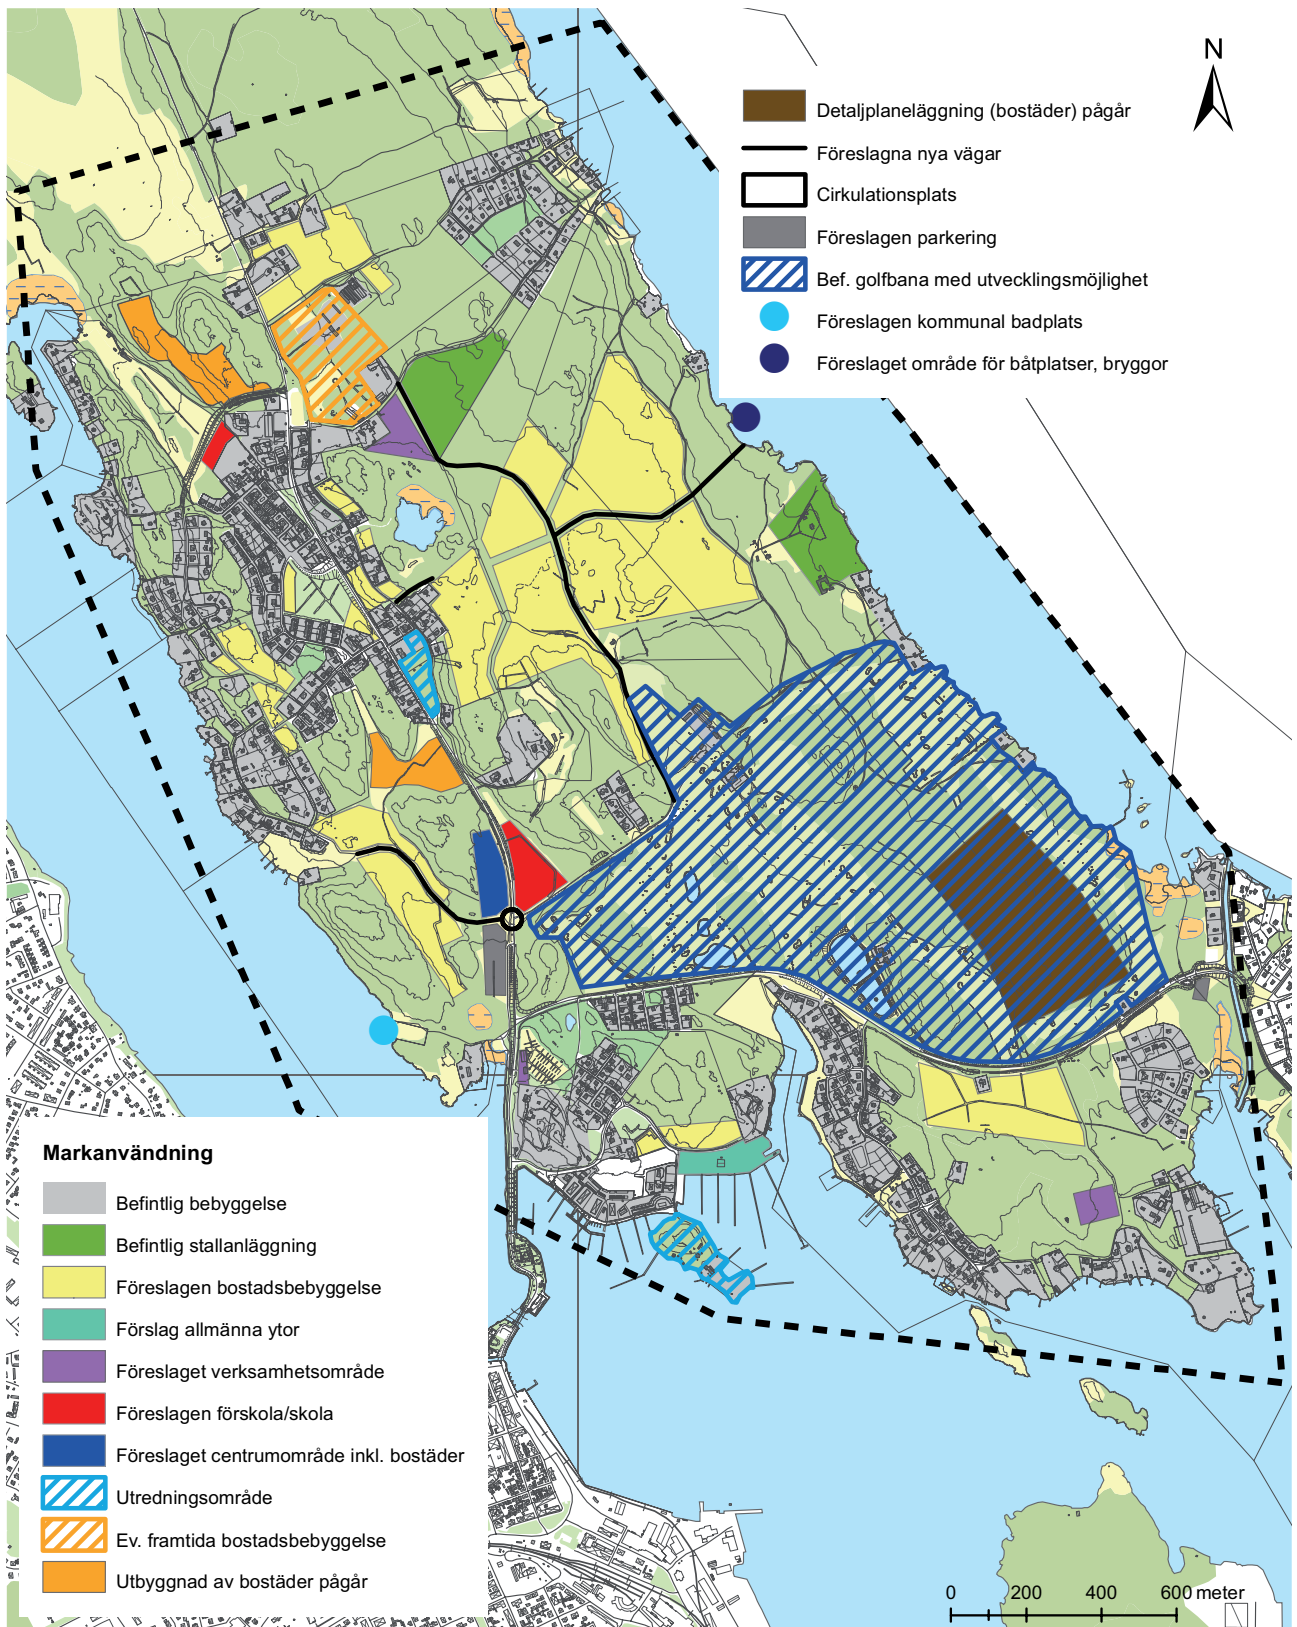 N
Detaljplaneläggning (bostäder) pågår
Föreslagna nya vägar
Cirkulationsplats
Föreslagen parkering
Bef. golfbana med utvecklingsmöjlighet
Föreslagen kommunal badplats
Föreslaget område för båtplatser, bryggor
Markanvändning
Befintlig bebyggelse
Befintlig stallanläggning
Föreslagen bostadsbebyggelse
Förslag allmänna ytor
Föreslaget verksamhetsområde
Föreslagen förskola/skola
Föreslaget centrumområde inkl. bostäder
Utredningsområde
Ev. framtida bostadsbebyggelse
Utbyggnad av bostäder pågår
0 200 400 600 meter